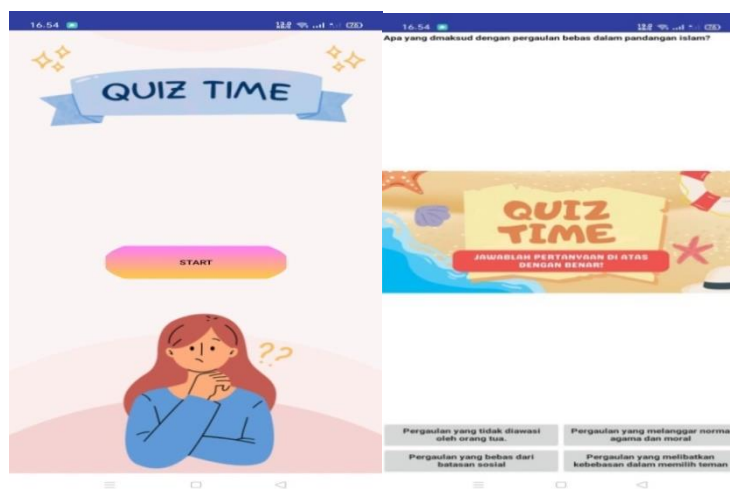 16.54
QUIZ TIME
START
??
16.54
Apa yang dmaksud dengan pergaulan bebas dalam pandangan islam?
QUIZ
TIME
JAWABLAH PERTANYAAN DI ATAS
DENGAN BENAR!
Pergaulan yang tidak diawasi
oleh orang tua.
Pergaulan yang melanggar norma
agama dan moral
Pergaulan yang bebas dari
batasan sosial
Pergaulan yang melibatkan
kebebasan dalam memilih teman